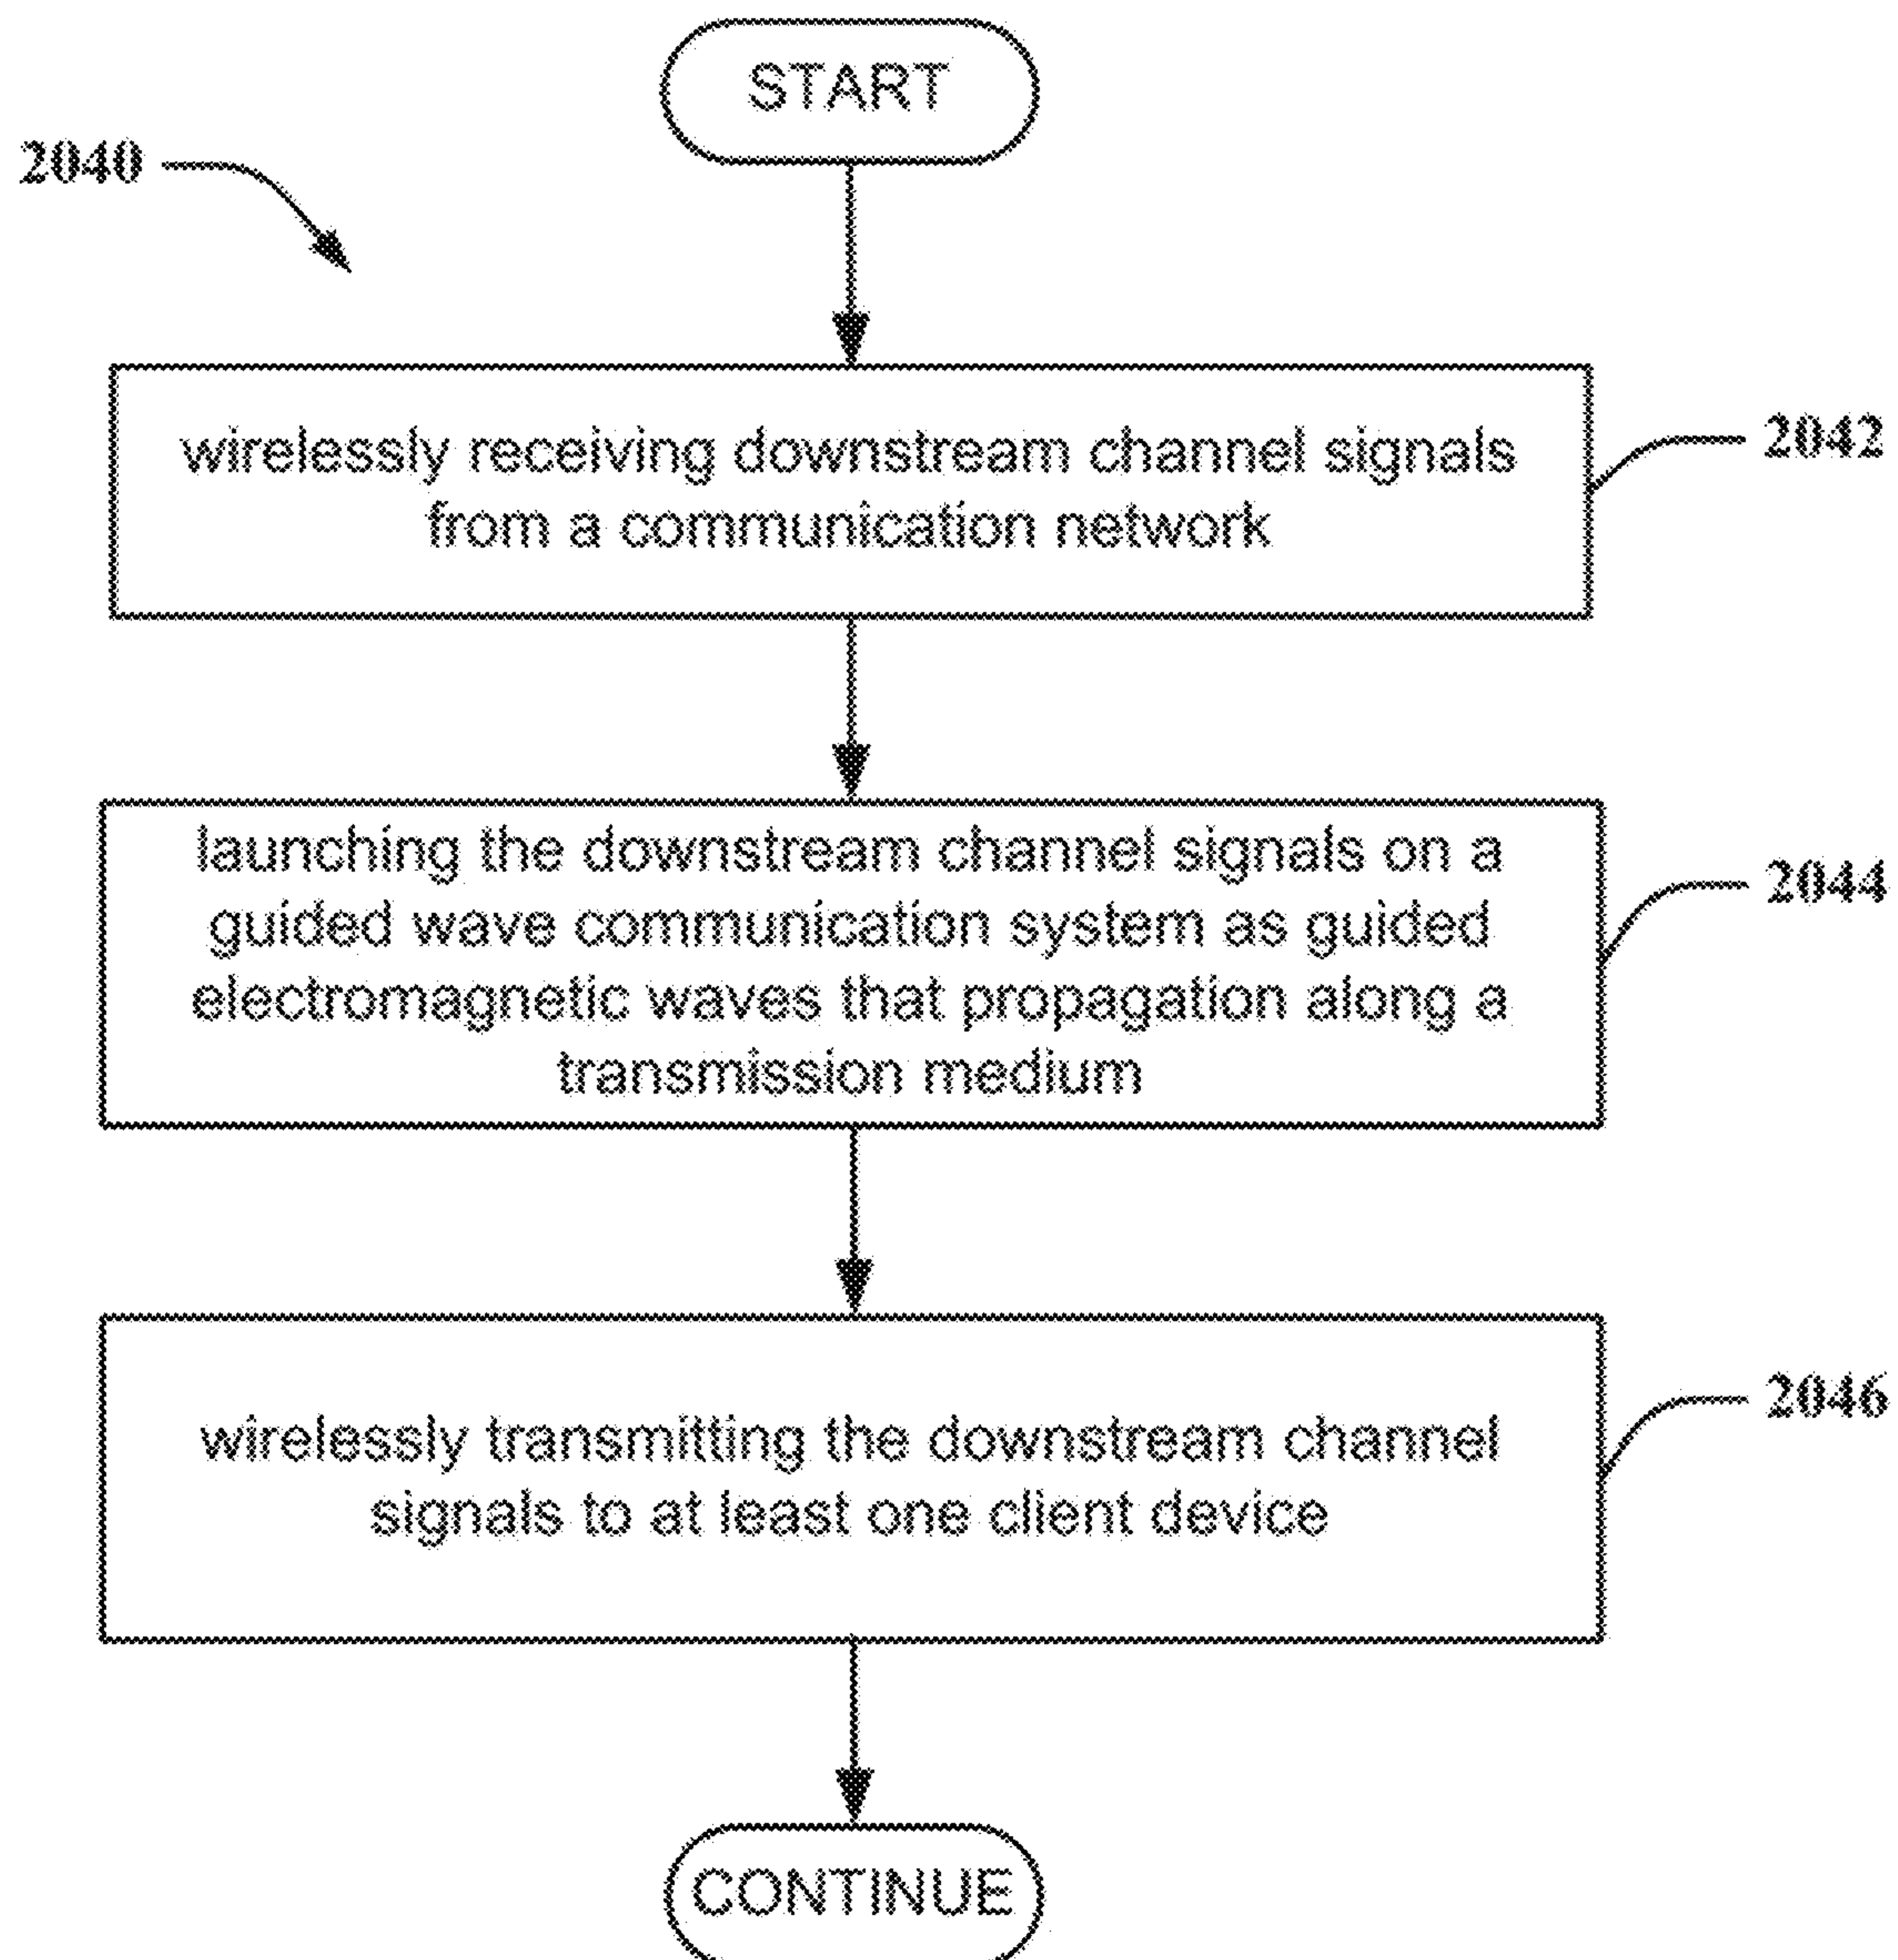 START
2040
wirelessly receiving downstream channel signals
from a communication network
2042
launching the downstream channel signals on a
guided wave communication system as guided
electromagnetic waves that propagation along a
transmission medium
2044
wirelessly transmitting the downstream channel
signals to at least one client device
2046
CONTINUE